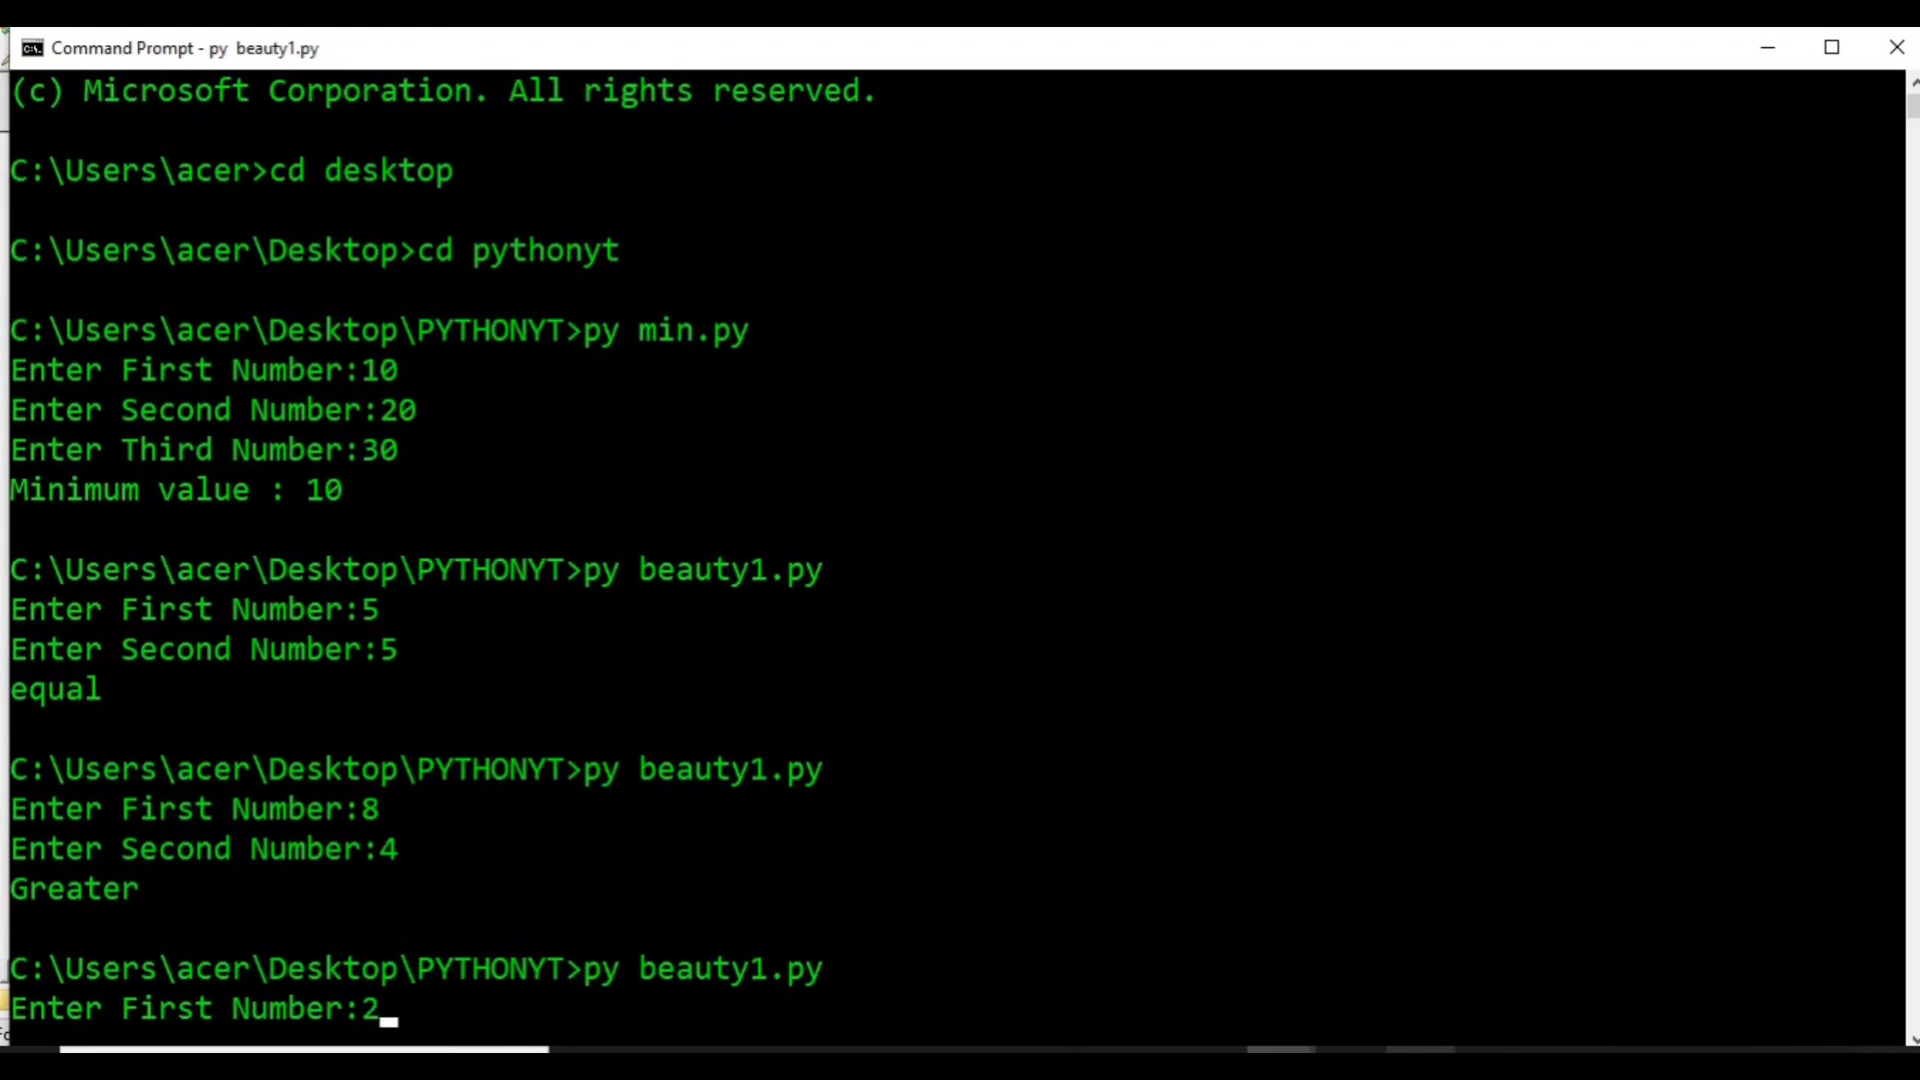 Command Prompt - py  beauty1.py
(c) Microsoft Corporation. All rights reserved.
C:\Users\acer>cd desktop
C:\Users\acer\Desktop>cd pythonyt
C:\Users\acer\Desktop\PYTHONYT>py min.py
Enter First Number:10
Enter Second Number:20
Enter Third Number:30
Minimum value : 10
C:\Users\acer\Desktop\PYTHONYT>py beauty1.py
Enter First Number:5
Enter Second Number:5
equal
C:\Users\acer\Desktop\PYTHONYT>py beauty1.py
Enter First Number:8
Enter Second Number:4
Greater
C:\Users\acer\Desktop\PYTHONYT>py beauty1.py
Enter First Number:2